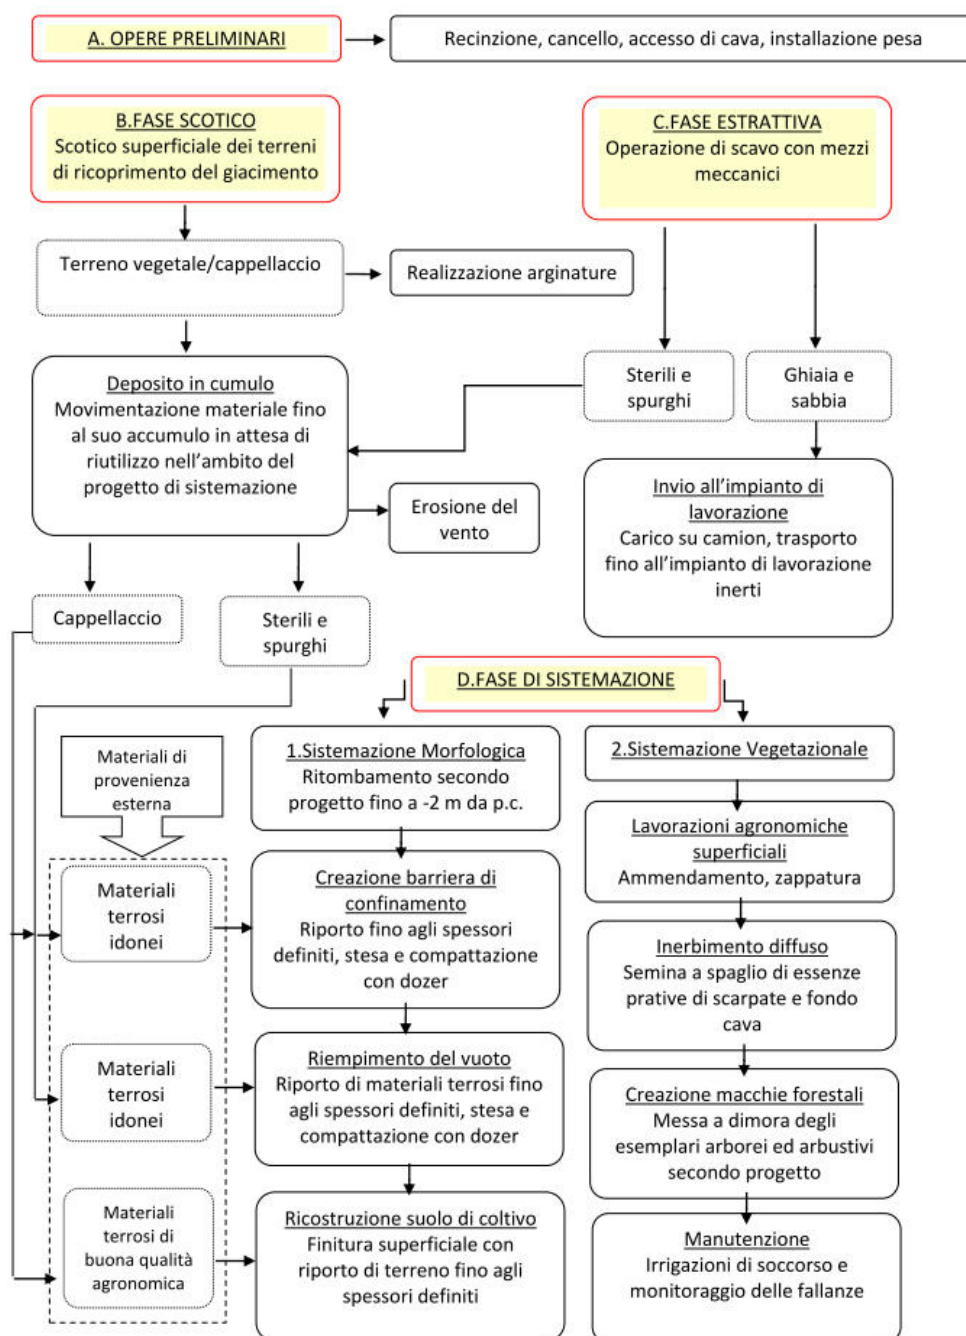 A. OPERE PRELIMINARI
Recinzione, cancello, accesso di cava, installazione pesa
B.FASE SCOTICO
Scotico superficiale dei terreni
di ricoprimento del giacimento
C.FASE ESTRATTIVA
Operazione di scavo con mezzi
meccanici
Terreno vegetale/cappellaccio
Realizzazione arginature
Deposito in cumulo
Movimentazione materiale fino
al suo accumulo in attesa di
riutilizzo nell'ambito del
progetto di sistemazione
Sterili e
spurghi
Ghiaia e
sabbia
Erosione del
vento
Invio all'impianto di
lavorazione
Carico su camion, trasporto
fino all'impianto di lavorazione
inerti
Cappellaccio
Sterili e
spurghi
D.FASE DI SISTEMAZIONE
Materiali di
provenienza
esterna
1.Sistemazione Morfologica
Ritombamento secondo
progetto fino a -2 m da p.c.
2.Sistemazione Vegetazionale
Lavorazioni agronomiche
superficiali
Ammendamento, zappatura
Materiali
terrosi
idonei
Creazione barriera di
confinamento
Riporto fino agli spessori
definiti, stesa e compattazione
con dozer
Inerbimento diffuso
Semina a spaglio di essenze
prative di scarpate e fondo
cava
Materiali
terrosi
idonei
Riempimento del vuoto
Riporto di materiali terrosi fino
agli spessori definiti, stesa e
compattazione con dozer
Creazione macchie forestali
Messa a dimora degli
esemplari arborei ed arbustivi
secondo progetto
Materiali
terrosi di
buona qualità
agronomica
Ricostruzione suolo di coltivo
Finitura superficiale con
riporto di terreno fino agli
spessori definiti
Manutenzione
Irrigazioni di soccorso e
monitoraggio delle fallanze